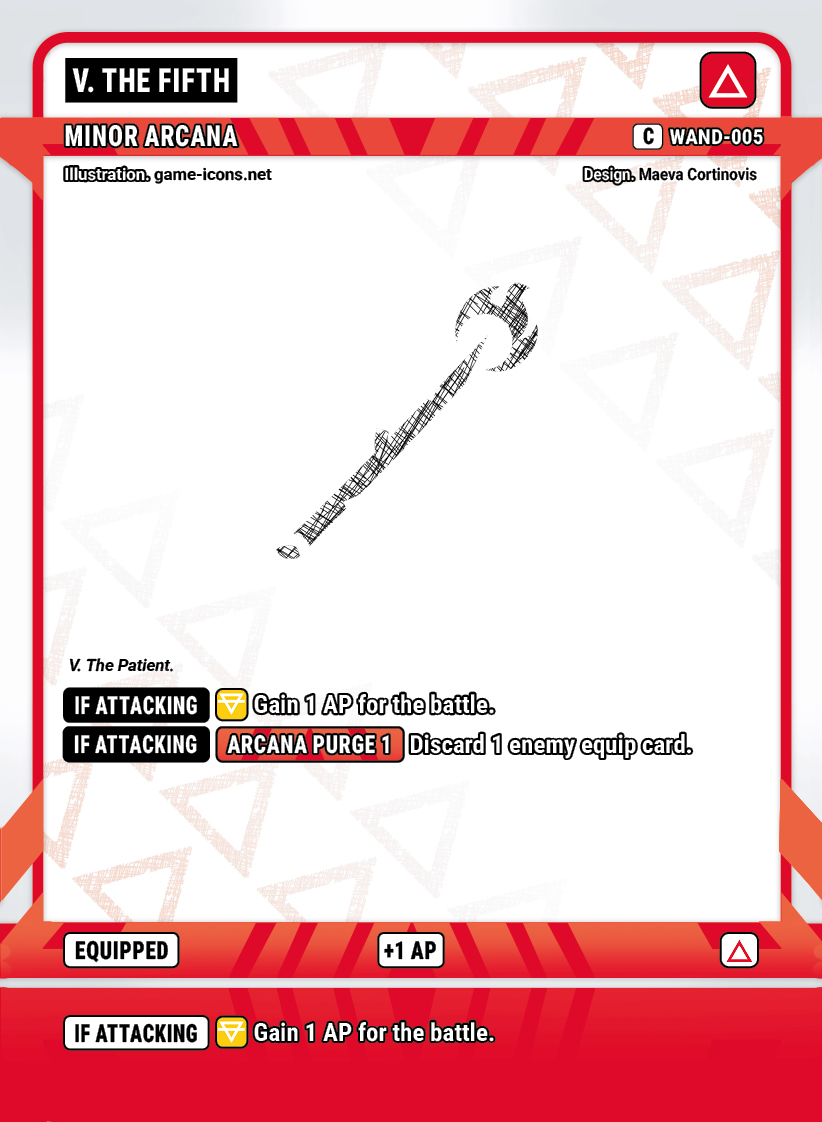 V. THE FIFTH
MINOR ARCANA
C WAND-005
Illustration. game-icons.net
Design. Maeva Cortinovis
V. The Patient.
IF ATTACKING Gain 1 AP for the battle.
IF ATTACKING ARCANA PURGE 1 Discard 1 enemy equip card.
EQUIPPED
+1 AP
IF ATTACKING Gain 1 AP for the battle.